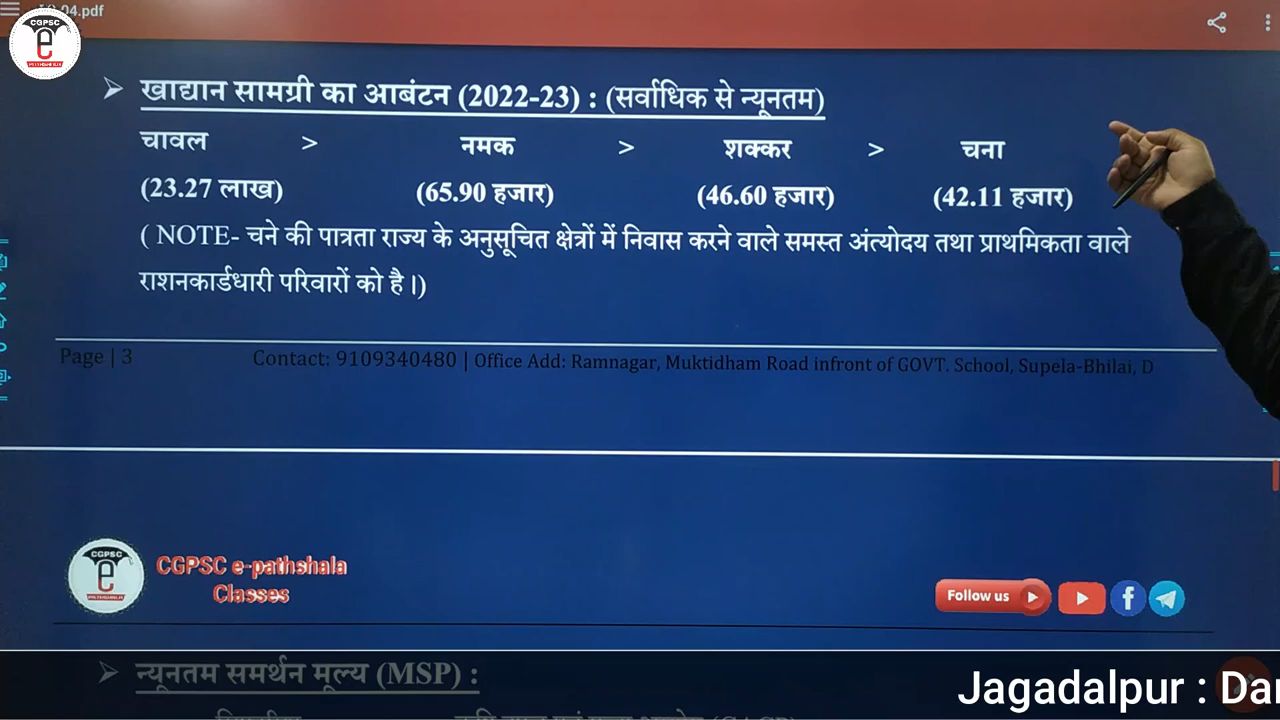 04.pdf
CGPSC
e
PATHSHALA
➢ खाद्यान सामग्री का आबंटन (2022-23) : (सर्वाधिक से न्यूनतम)
चावल > नमक > शक्कर > चना
(23.27 लाख) (65.90 हजार) (46.60 हजार) (42.11 हजार)
( NOTE- चने की पात्रता राज्य के अनुसूचित क्षेत्रों में निवास करने वाले समस्त अंत्योदय तथा प्राथमिकता वाले
राशनकार्डधारी परिवारों को है ।)
Page | 3 Contact: 9109340480 | Office Add: Ramnagar, Muktidham Road infront of GOVT. School, Supela-Bhilai, D
CGPSC
e
PATHSHALA
CGPSC e-pathshala
Classes
Follow us
➢ न्यूनतम समर्थन मूल्य (MSP) :
Jagadalpur : Dar